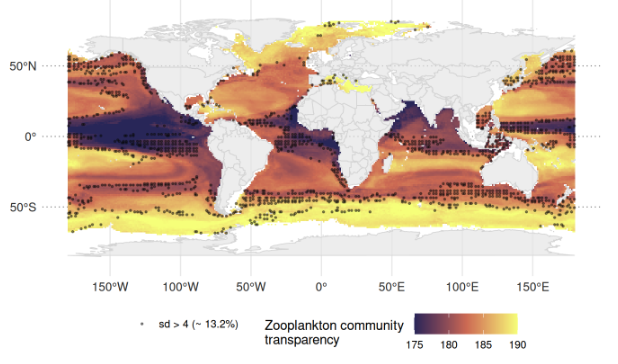 50°N
0°
50°S
150°W 100°W 50°W 0° 50°E 100°E 150°E
sd > 4 (~ 13.2%)
Zooplankton community
transparency
175 180 185 190